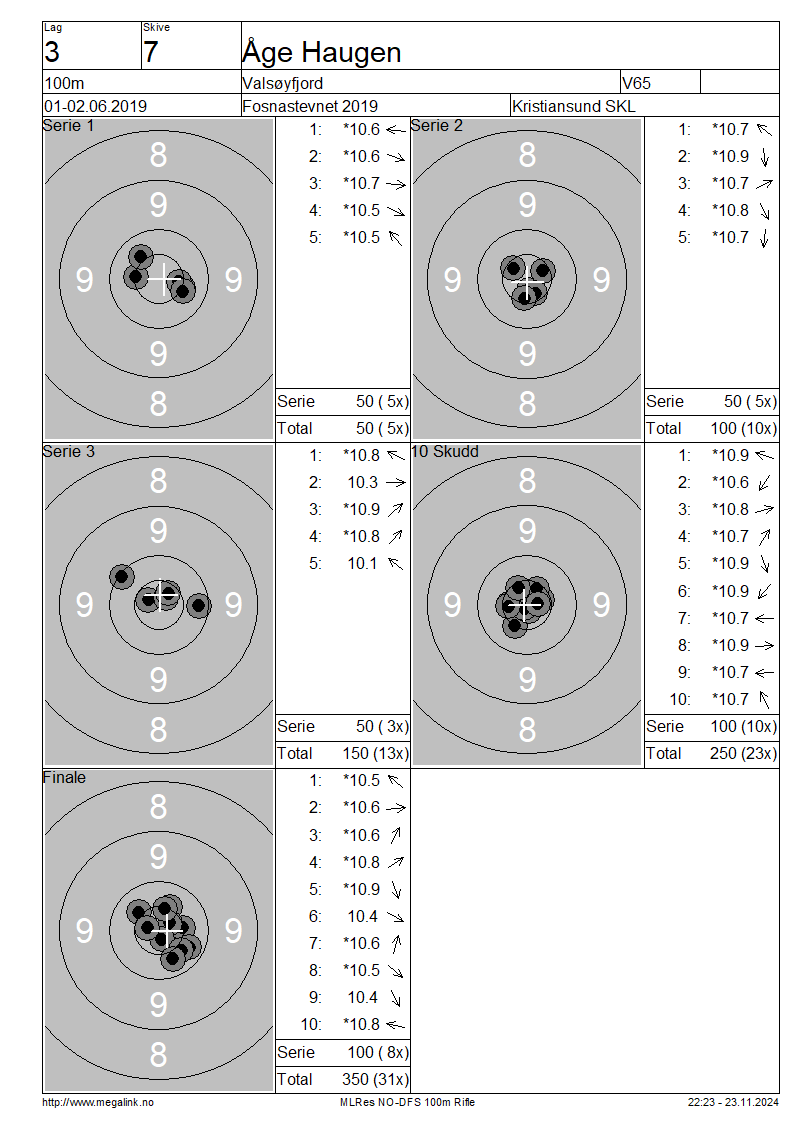 Lag
Skive
3
7
Åge Haugen
100m
Valsøyfjord
V65
01-02.06.2019
Fosnastevnet 2019
Kristiansund SKL
Serie 1
8
9
9
9
9
8
1: *10.6
2: *10.6
3: *10.7
4: *10.5
5: *10.5
Serie 50 ( 5x)
Total 50 ( 5x)
Serie 2
8
9
9
9
9
8
1: *10.7
2: *10.9
3: *10.7
4: *10.8
5: *10.7
Serie 50 ( 5x)
Total 100 (10x)
Serie 3
8
9
9
9
9
8
1: *10.8
2: 10.3
3: *10.9
4: *10.8
5: 10.1
Serie 50 ( 3x)
Total 150 (13x)
10 Skudd
8
9
9
9
9
8
1: *10.9
2: *10.6
3: *10.8
4: *10.7
5: *10.9
6: *10.9
7: *10.7
8: *10.9
9: *10.7
10: *10.7
Serie 100 (10x)
Total 250 (23x)
Finale
8
9
9
9
9
8
1: *10.5
2: *10.6
3: *10.6
4: *10.8
5: *10.9
6: 10.4
7: *10.6
8: *10.5
9: 10.4
10: *10.8
Serie 100 ( 8x)
Total 350 (31x)
http://www.megalink.no
MLRes NO-DFS 100m Rifle
22:23 - 23.11.2024